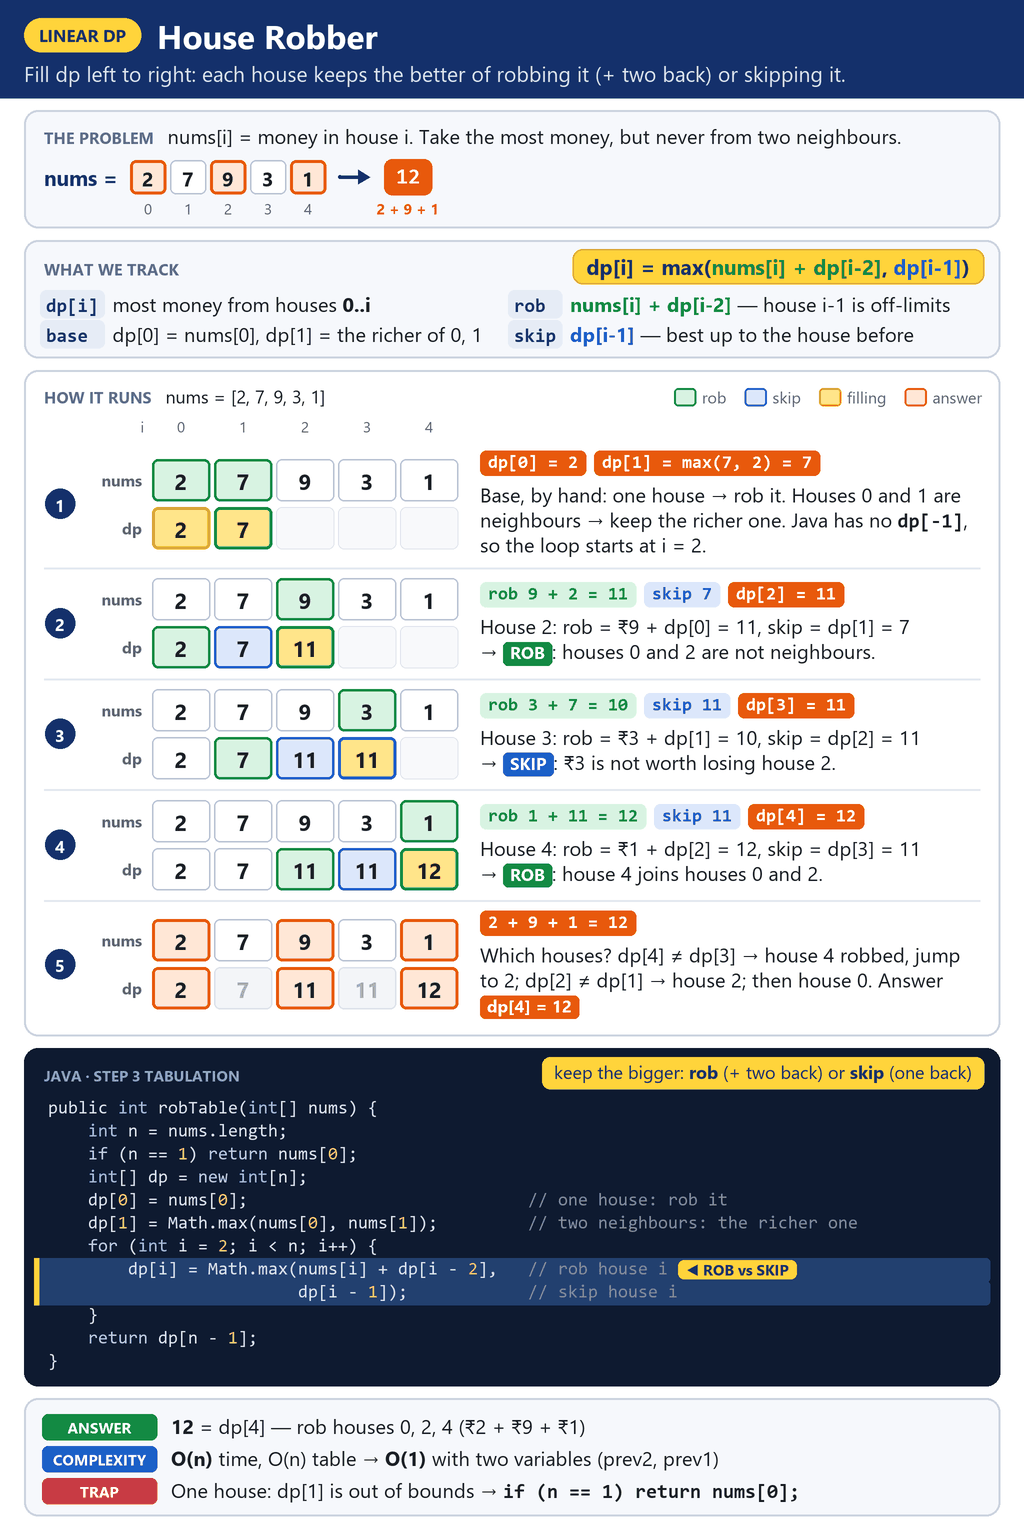 LINEAR DP House Robber
Fill dp left to right: each house keeps the better of robbing it (+ two back) or skipping it.
THE PROBLEM nums[i] = money in house i. Take the most money, but never from two neighbours.
nums = 2 7 9 3 1 → 12
0 1 2 3 4 2 + 9 + 1
WHAT WE TRACK dp[i] = max(nums[i] + dp[i-2], dp[i-1])
dp[i] most money from houses 0..i
rob nums[i] + dp[i-2] — house i-1 is off-limits
base dp[0] = nums[0], dp[1] = the richer of 0, 1
skip dp[i-1] — best up to the house before
HOW IT RUNS nums = [2, 7, 9, 3, 1] rob skip filling answer
i 0 1 2 3 4
1
nums 2 7 9 3 1
dp 2 7
dp[0] = 2 dp[1] = max(7, 2) = 7
Base, by hand: one house → rob it. Houses 0 and 1 are
neighbours → keep the richer one. Java has no dp[-1],
so the loop starts at i = 2.
2
nums 2 7 9 3 1
dp 2 7 11
rob 9 + 2 = 11 skip 7 dp[2] = 11
House 2: rob = ₹9 + dp[0] = 11, skip = dp[1] = 7
→ ROB: houses 0 and 2 are not neighbours.
3
nums 2 7 9 3 1
dp 2 7 11 11
rob 3 + 7 = 10 skip 11 dp[3] = 11
House 3: rob = ₹3 + dp[1] = 10, skip = dp[2] = 11
→ SKIP: ₹3 is not worth losing house 2.
4
nums 2 7 9 3 1
dp 2 7 11 11 12
rob 1 + 11 = 12 skip 11 dp[4] = 12
House 4: rob = ₹1 + dp[2] = 12, skip = dp[3] = 11
→ ROB: house 4 joins houses 0 and 2.
5
nums 2 7 9 3 1
dp 2 7 11 11 12
2 + 9 + 1 = 12
Which houses? dp[4] ≠ dp[3] → house 4 robbed, jump
to 2; dp[2] ≠ dp[1] → house 2; then house 0. Answer
dp[4] = 12
JAVA · STEP 3 TABULATION keep the bigger: rob (+ two back) or skip (one back)
public int robTable(int[] nums) {
    int n = nums.length;
    if (n == 1) return nums[0];
    int[] dp = new int[n];
    dp[0] = nums[0]; // one house: rob it
    dp[1] = Math.max(nums[0], nums[1]); // two neighbours: the richer one
    for (int i = 2; i < n; i++) {
        dp[i] = Math.max(nums[i] + dp[i - 2], // rob house i ◀ ROB vs SKIP
                         dp[i - 1]); // skip house i
    }
    return dp[n - 1];
}
ANSWER 12 = dp[4] — rob houses 0, 2, 4 (₹2 + ₹9 + ₹1)
COMPLEXITY O(n) time, O(n) table → O(1) with two variables (prev2, prev1)
TRAP One house: dp[1] is out of bounds → if (n == 1) return nums[0];